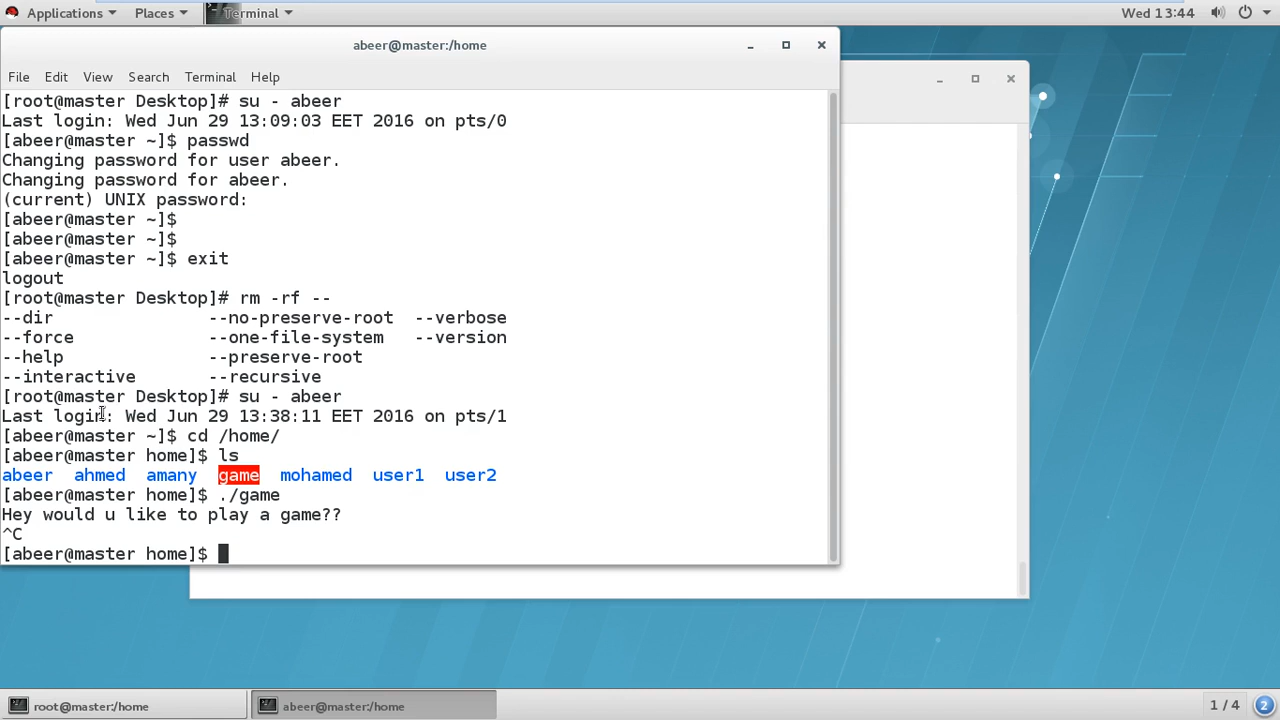 Applications Places Terminal Wed 13:44
abeer@master:/home
File Edit View Search Terminal Help
[root@master Desktop]# su - abeer
Last login: Wed Jun 29 13:09:03 EET 2016 on pts/0
[abeer@master ~]$ passwd
Changing password for user abeer.
Changing password for abeer.
(current) UNIX password:
[abeer@master ~]$
[abeer@master ~]$
[abeer@master ~]$ exit
logout
[root@master Desktop]# rm -rf --
--dir --no-preserve-root --verbose
--force --one-file-system --version
--help --preserve-root
--interactive --recursive
[root@master Desktop]# su - abeer
Last login: Wed Jun 29 13:38:11 EET 2016 on pts/1
[abeer@master ~]$ cd /home/
[abeer@master home]$ ls
abeer ahmed amany game mohamed user1 user2
[abeer@master home]$ ./game
Hey would u like to play a game??
^C
[abeer@master home]$
root@master:/home abeer@master:/home 1 / 4 2